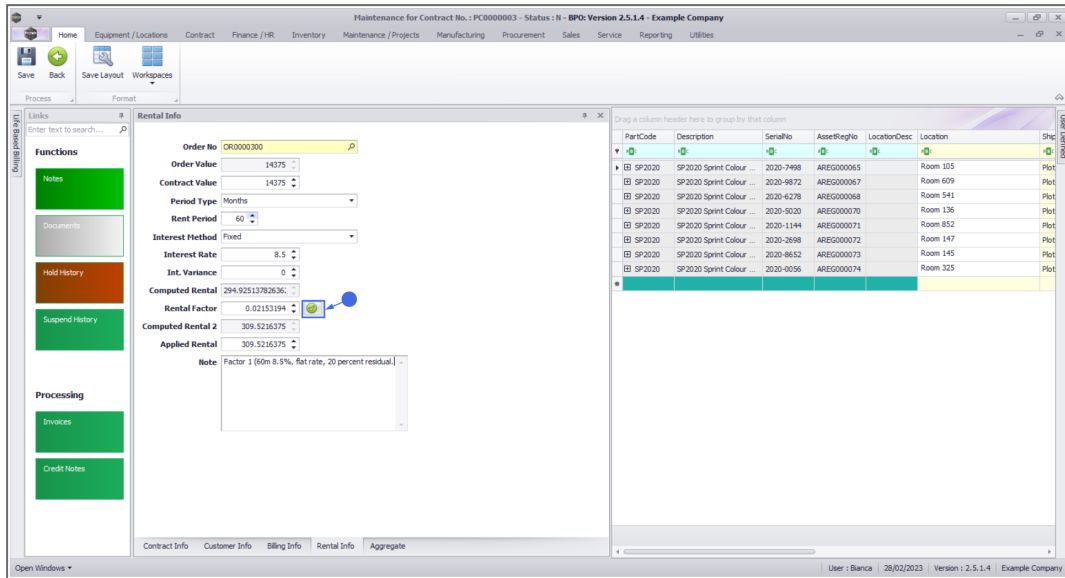 Maintenance for Contract No. : PC0000003 - Status : N - BPO: Version 2.5.1.4 - Example Company
Home Equipment / Locations Contract Finance / HR Inventory Maintenance / Projects Manufacturing Procurement Sales Service Reporting Utilities
Save Back Save Layout Workspaces
Process Format
Life Based Billing
Links
Enter text to search...
Functions
Notes
Documents
Hold History
Suspend History
Processing
Invoices
Credit Notes
Rental Info
Order No OR0000300
Order Value 14375
Contract Value 14375
Period Type Months
Rent Period 60
Interest Method Fixed
Interest Rate 8.5
Int. Variance 0
Computed Rental 294.92513782636
Rental Factor 0.02153194
Computed Rental 2 309.5216375
Applied Rental 309.5216375
Note Factor 1 (60m 8.5%, flat rate, 20 percent residual.
Contract Info Customer Info Billing Info Rental Info Aggregate
Drag a column header here to group by that column
PartCode Description SerialNo AssetRegNo LocationDesc Location Ship
SP2020 SP2020 Sprint Colour ... 2020-7498 AREG000065 Room 105 Plot
SP2020 SP2020 Sprint Colour ... 2020-9872 AREG000067 Room 609 Plot
SP2020 SP2020 Sprint Colour ... 2020-6278 AREG000068 Room 541 Plot
SP2020 SP2020 Sprint Colour ... 2020-5020 AREG000070 Room 136 Plot
SP2020 SP2020 Sprint Colour ... 2020-1144 AREG000071 Room 852 Plot
SP2020 SP2020 Sprint Colour ... 2020-2698 AREG000072 Room 147 Plot
SP2020 SP2020 Sprint Colour ... 2020-8652 AREG000073 Room 145 Plot
SP2020 SP2020 Sprint Colour ... 2020-0056 AREG000074 Room 325 Plot
User Defined
Open Windows
User : Bianca 28/02/2023 Version : 2.5.1.4 Example Company